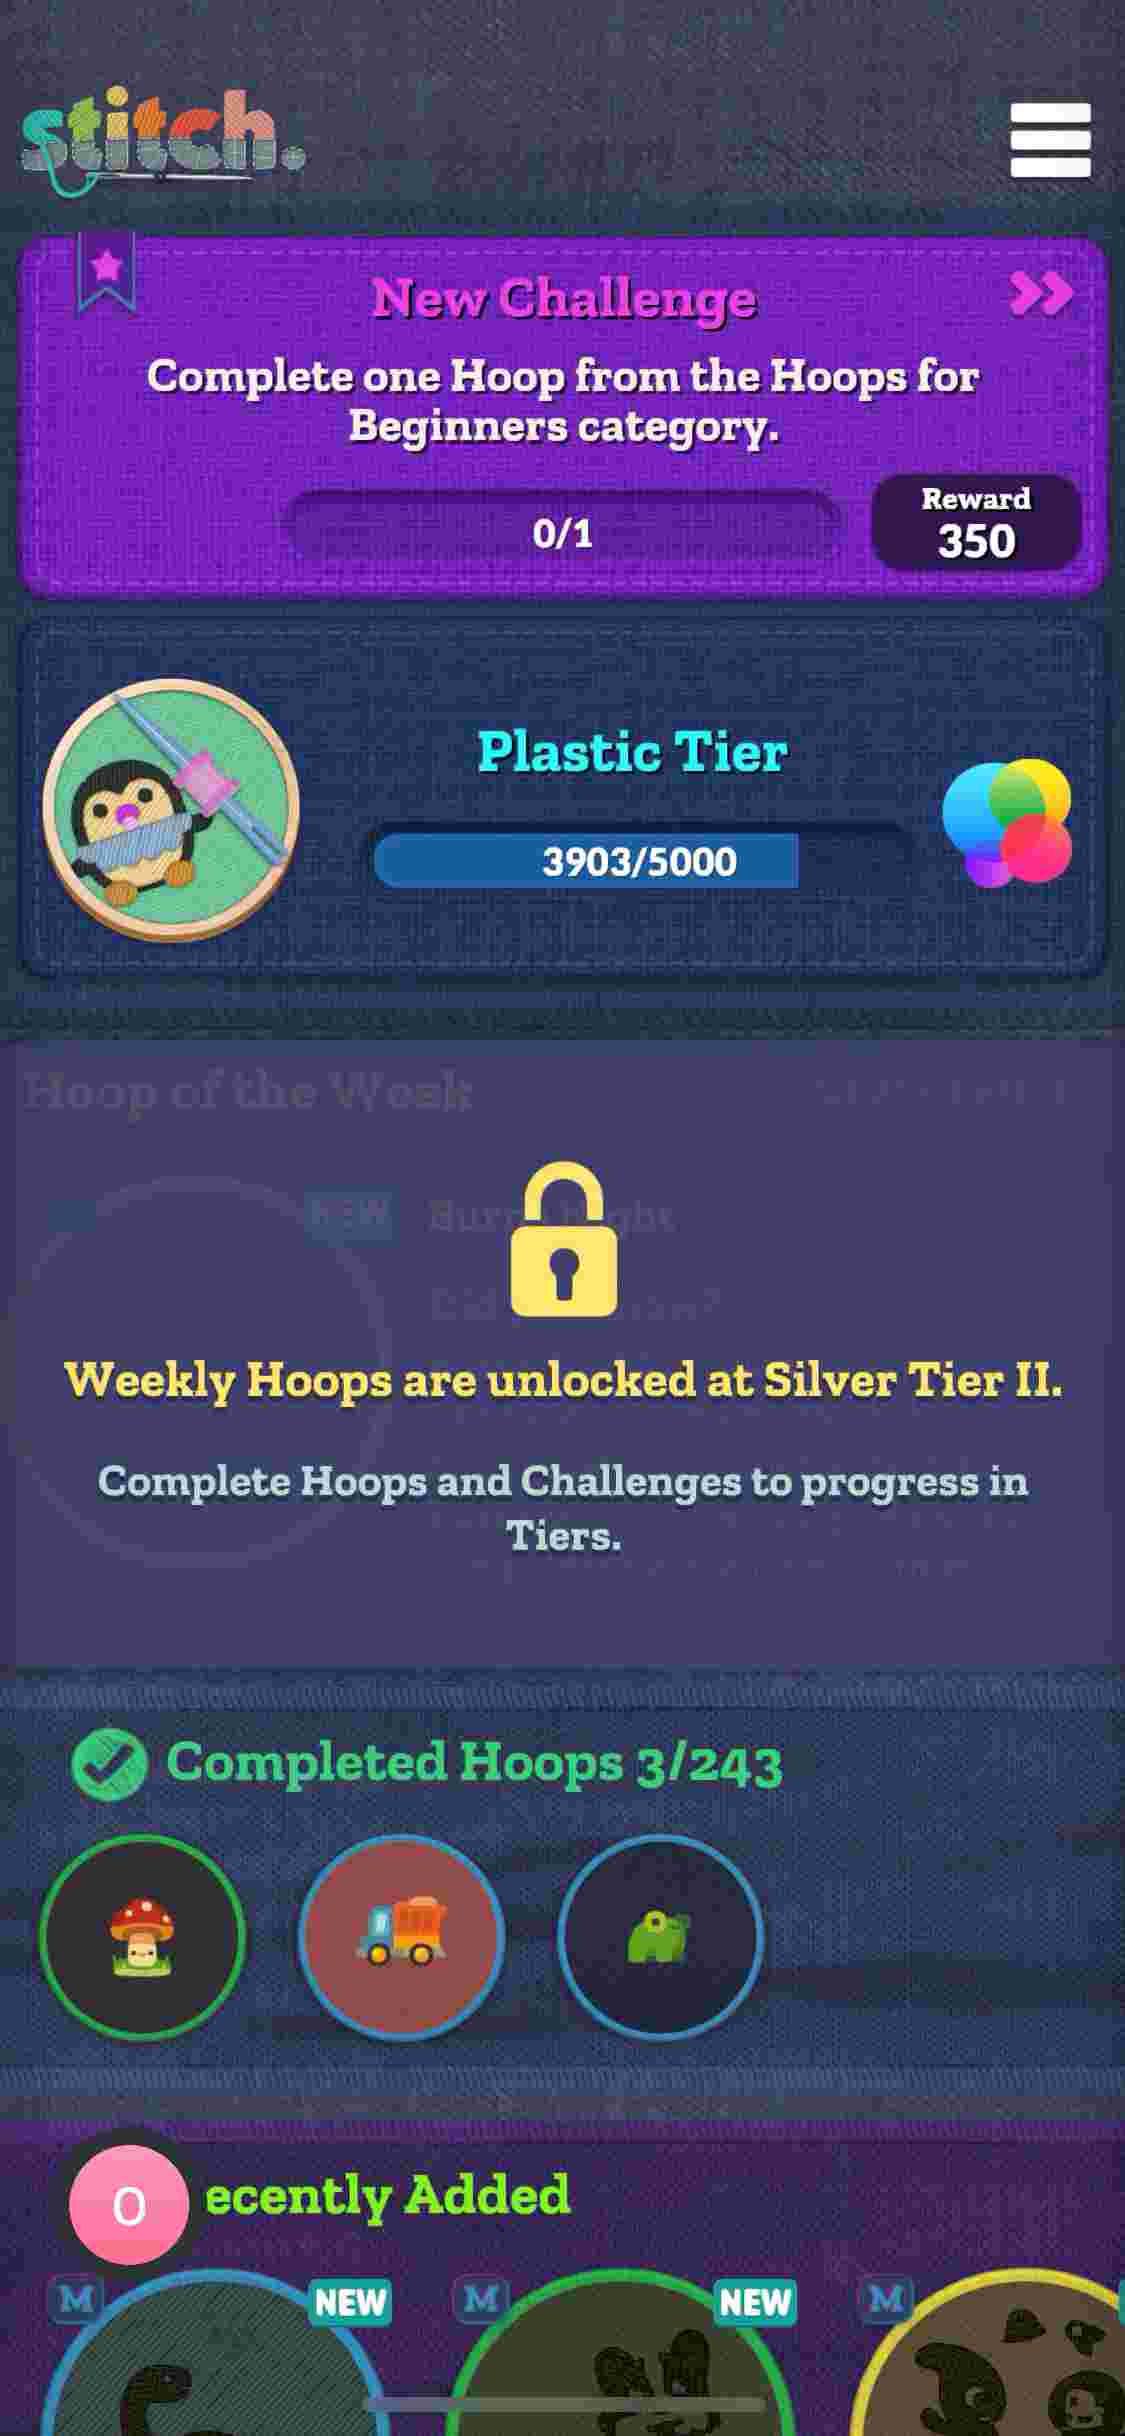 stitch.
New Challenge
Complete one Hoop from the Hoops for
Beginners category.
0/1
Reward
350
Plastic Tier
3903/5000
Hoop of the Week
NEW
Weekly Hoops are unlocked at Silver Tier II.
Complete Hoops and Challenges to progress in
Tiers.
Completed Hoops 3/243
0
ecently Added
M
NEW
M
NEW
M